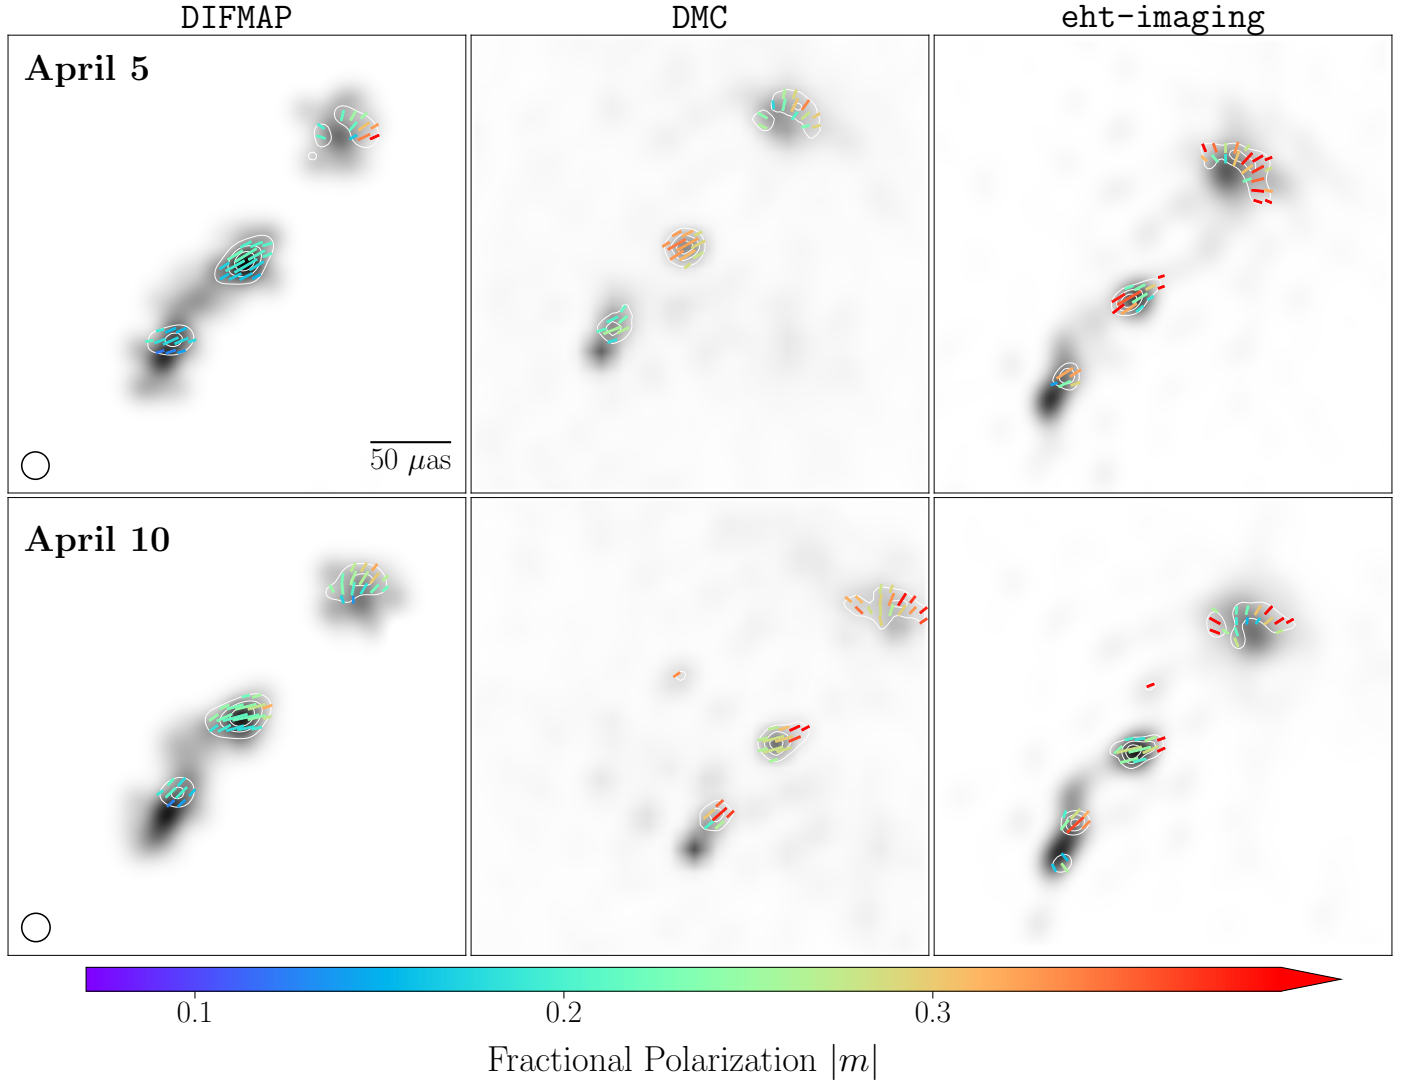 DIFMAP DMC eht-imaging
April 5
50 μas
April 10
0.1 0.2 0.3
Fractional Polarization |m|